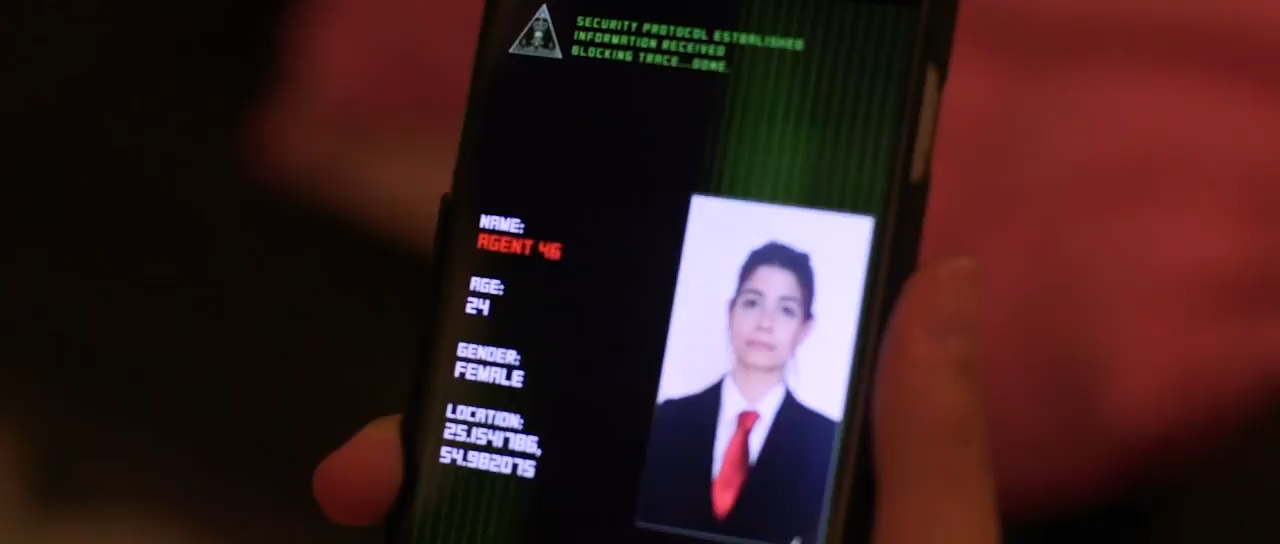 SECURITY PROTOCOL ESTABLISHED
INFORMATION RECEIVED
BLOCKING TRACE...DONE.
NAME:
AGENT 46
AGE:
24
GENDER:
FEMALE
LOCATION:
25.1541786,
54.982075